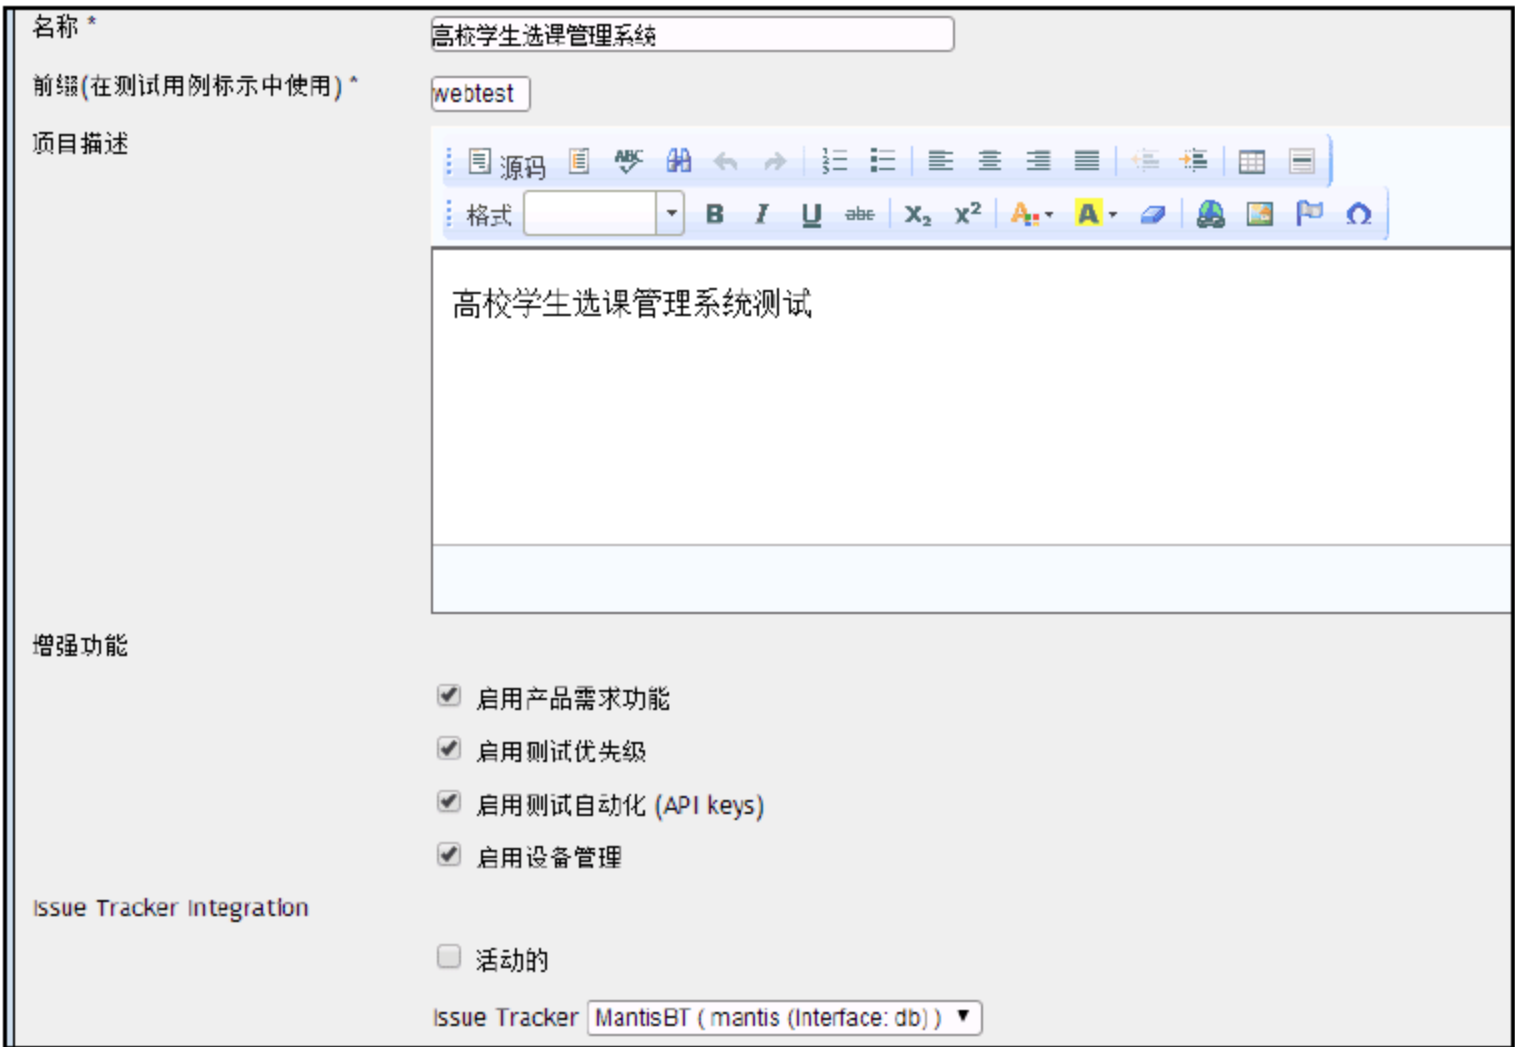 名称 *
高校学生选课管理系统
前缀(在测试用例标示中使用) *
webtest
项目描述
源码
格式
高校学生选课管理系统测试
增强功能
启用产品需求功能
启用测试优先级
启用测试自动化 (API keys)
启用设备管理
Issue Tracker Integration
活动的
Issue Tracker MantisBT ( mantis (Interface: db) )